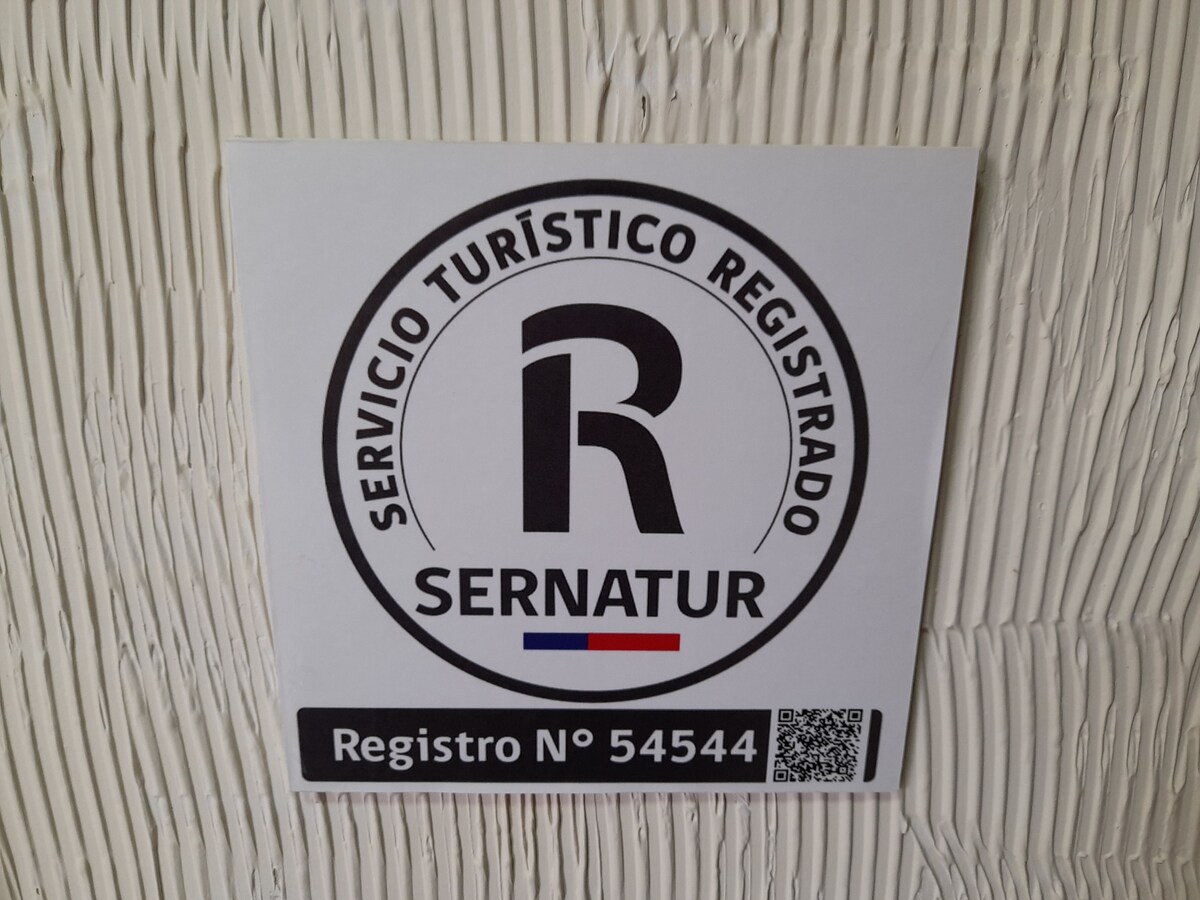 SERVICIO TURÍSTICO REGISTRADO
R
SERNATUR
Registro N° 54544